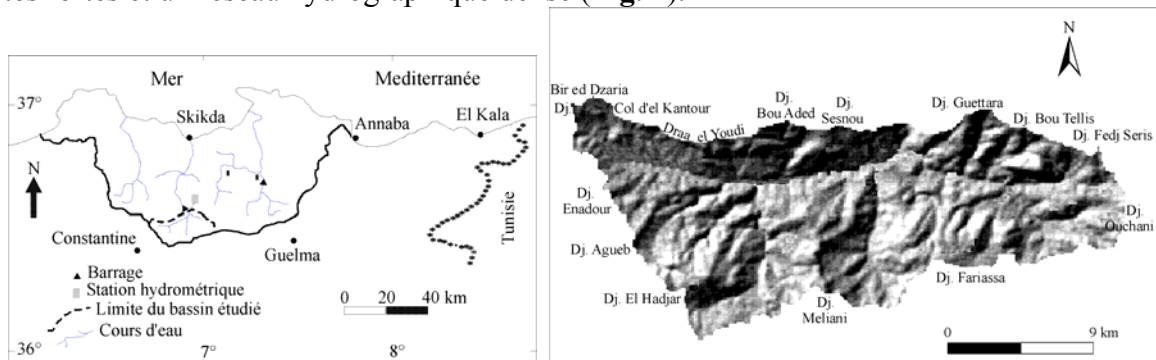 Mer Mediterranée
37°
Skikda
El Kala
Annaba
N
Tunisie
Constantine
Guelma
Barrage
Station hydrométrique
Limite du bassin étudié
Cours d'eau
0 20 40 km
36°
7°
8°
N
Bir ed Dzaria
Dj.
Col d'el Kantour
Draa el Youdi
Dj.
Bou Aded
Dj.
Sesnou
Dj. Guettara
Dj. Bou Tellis
Dj. Fedj Seris
Dj.
Enadour
Dj.
Ouchani
Dj. Agueb
Dj. Fariassa
Dj. El Hadjar
Dj.
Meliani
0 9 km